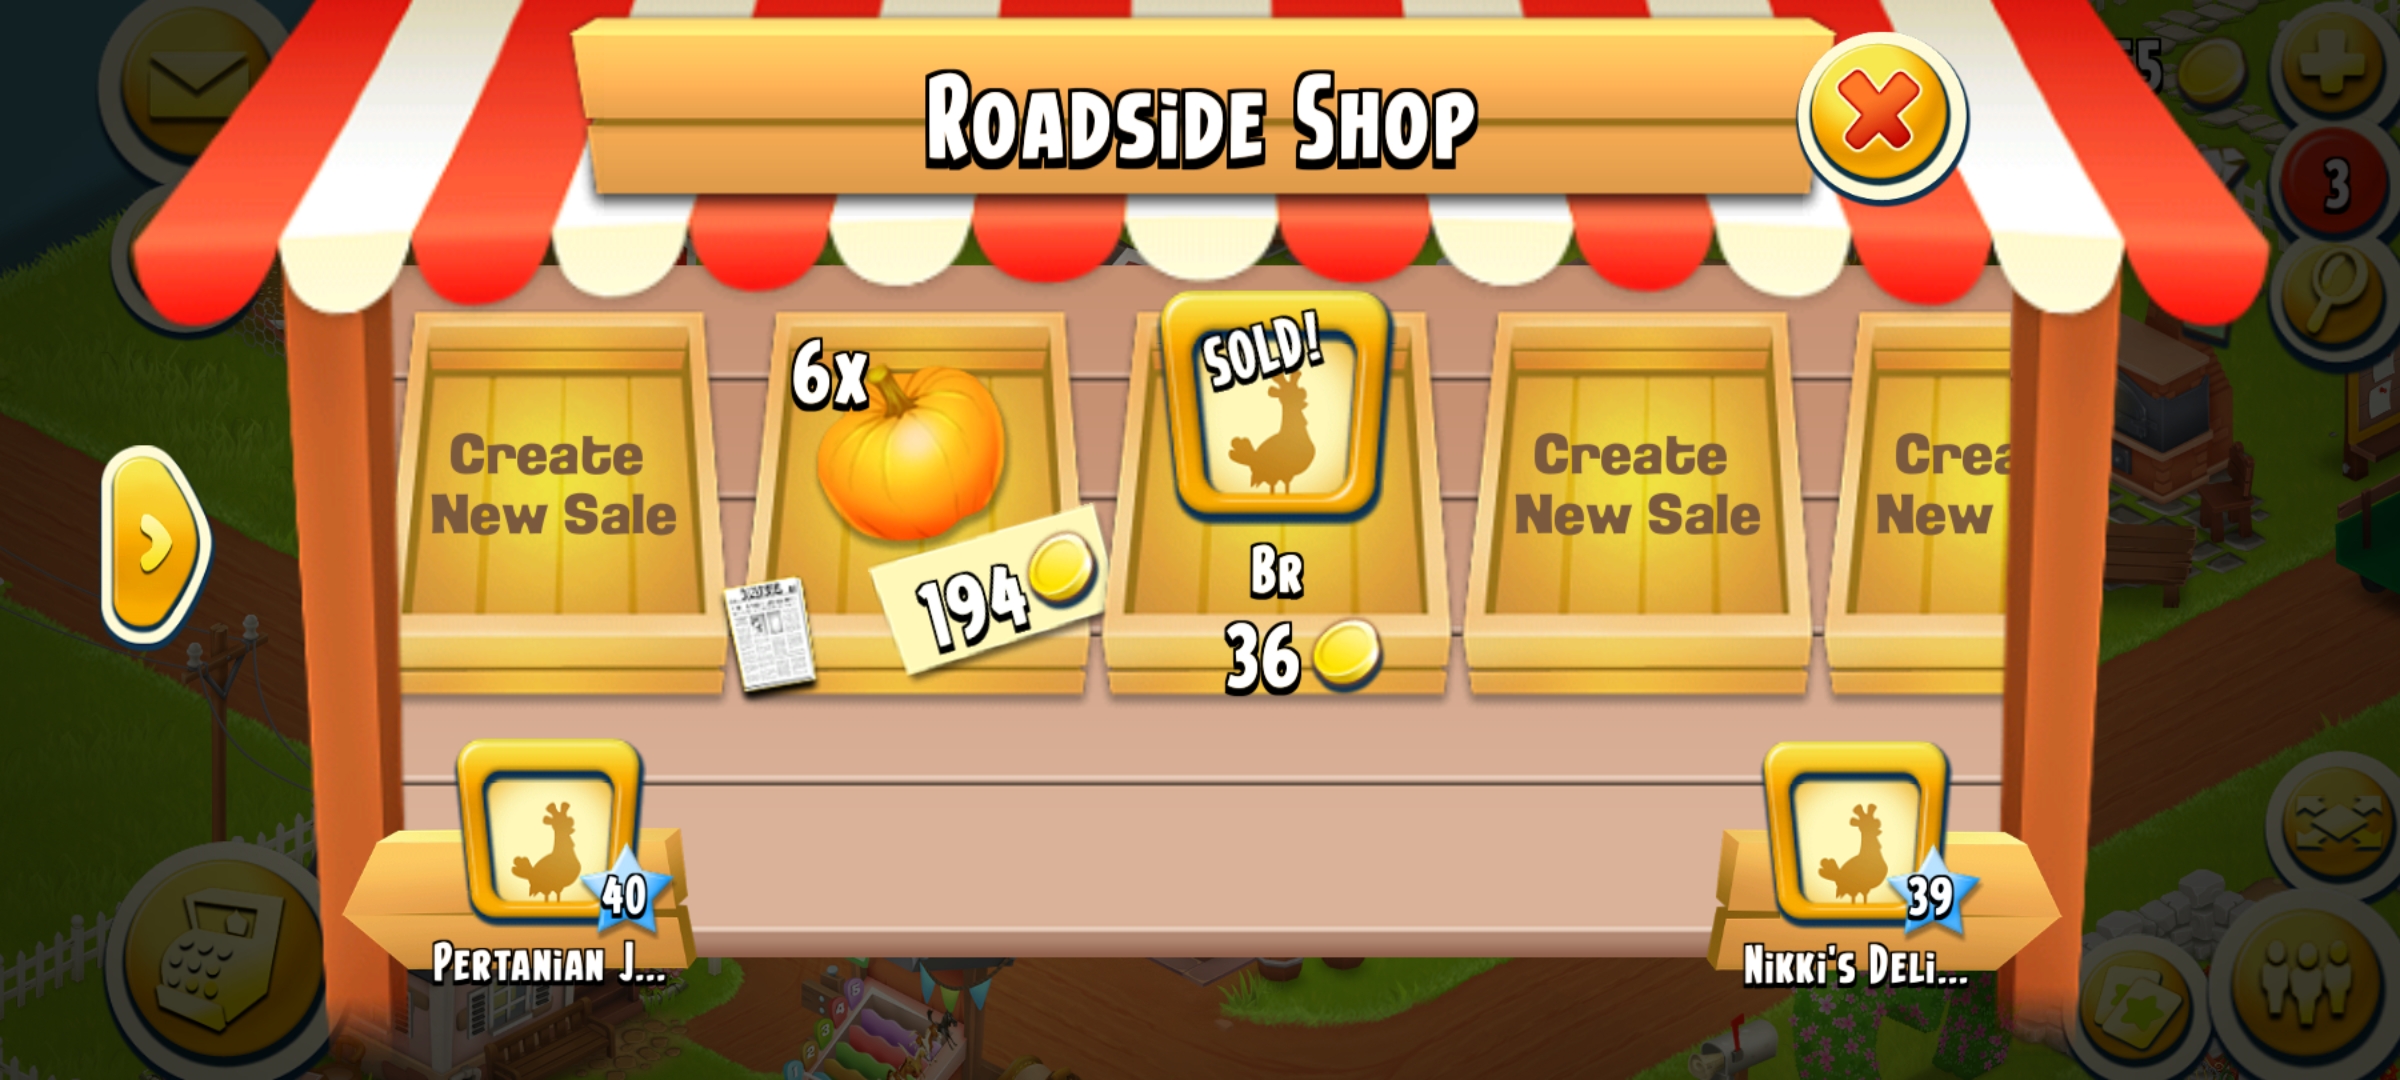 ROADSiDE SHOP
3
Create
New Sale
6x
194
SOLD!
BR
36
Create
New Sale
Crea
New
40
PERTANiAN J...
39
NiKKi'S DELi...